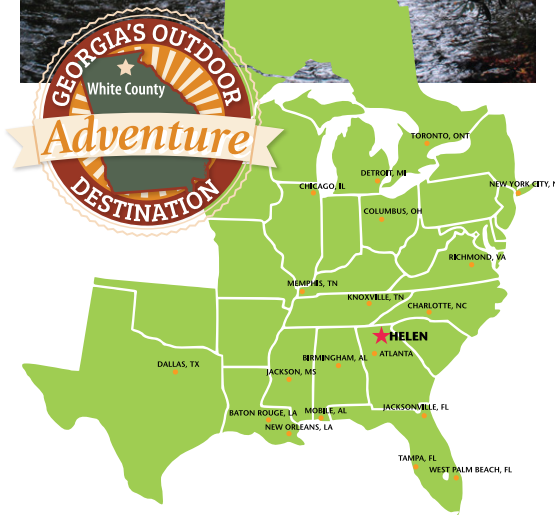 GEORGIA'S OUTDOOR
White County
Adventure
DESTINATION
TORONTO, ONT
DETROIT, MI
CHICAGO, IL
NEW YORK CITY,
COLUMBUS, OH
RICHMOND, VA
MEMPHIS, TN
KNOXVILLE, TN
CHARLOTTE, NC
HELEN
ATLANTA
BIRMINGHAM, AL
DALLAS, TX
JACKSON, MS
BATON ROUGE, LA
MOBILE, AL
JACKSONVILLE, FL
NEW ORLEANS, LA
TAMPA, FL
WEST PALM BEACH, FL